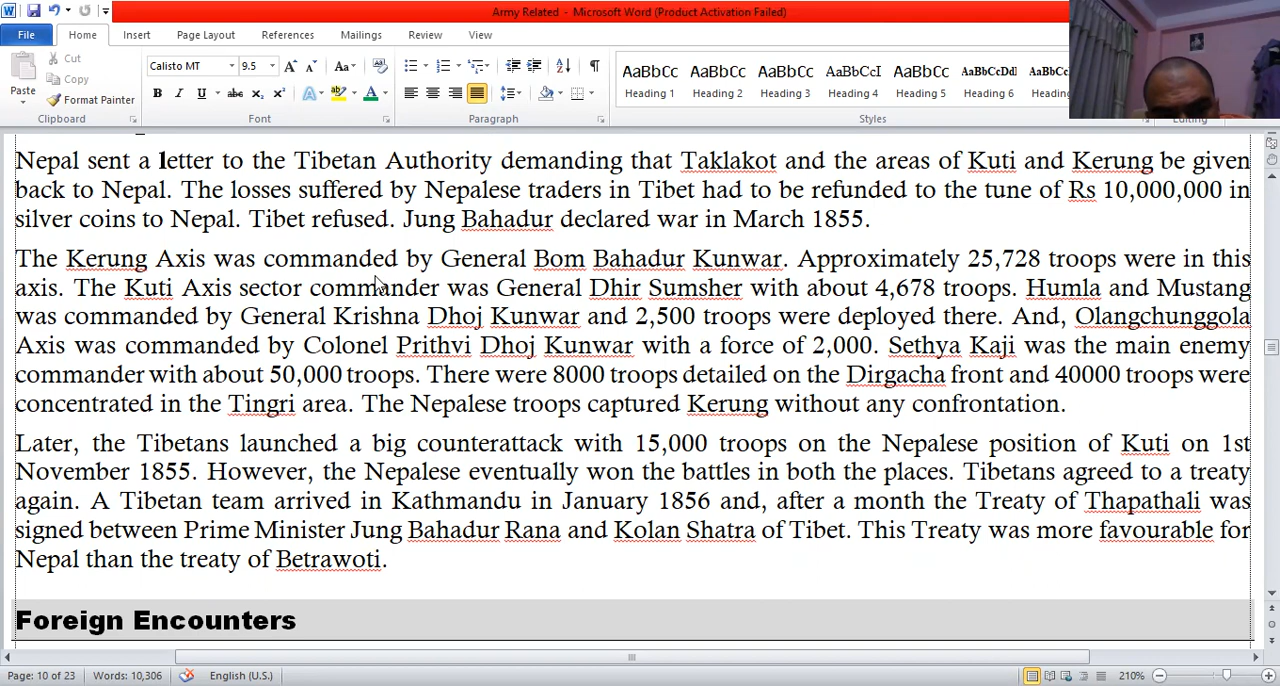 Army Related - Microsoft Word (Product Activation Failed)
File Home Insert Page Layout References Mailings Review View
Cut
Copy
Format Painter
Paste
Calisto MT 9.5
AaBbCc AaBbCc AaBbCc AaBbCcI AaBbCc AaBbCcDd AaBbC
Heading 1 Heading 2 Heading 3 Heading 4 Heading 5 Heading 6 Heading
Clipboard Font Paragraph Styles Editing
Nepal sent a letter to the Tibetan Authority demanding that Taklakot and the areas of Kuti and Kerung be given
back to Nepal. The losses suffered by Nepalese traders in Tibet had to be refunded to the tune of Rs 10,000,000 in
silver coins to Nepal. Tibet refused. Jung Bahadur declared war in March 1855.
The Kerung Axis was commanded by General Bom Bahadur Kunwar. Approximately 25,728 troops were in this
axis. The Kuti Axis sector commander was General Dhir Sumsher with about 4,678 troops. Humla and Mustang
was commanded by General Krishna Dhoj Kunwar and 2,500 troops were deployed there. And, Olangchunggola
Axis was commanded by Colonel Prithvi Dhoj Kunwar with a force of 2,000. Sethya Kaji was the main enemy
commander with about 50,000 troops. There were 8000 troops detailed on the Dirgacha front and 40000 troops were
concentrated in the Tingri area. The Nepalese troops captured Kerung without any confrontation.
Later, the Tibetans launched a big counterattack with 15,000 troops on the Nepalese position of Kuti on 1st
November 1855. However, the Nepalese eventually won the battles in both the places. Tibetans agreed to a treaty
again. A Tibetan team arrived in Kathmandu in January 1856 and, after a month the Treaty of Thapathali was
signed between Prime Minister Jung Bahadur Rana and Kolan Shatra of Tibet. This Treaty was more favourable for
Nepal than the treaty of Betrawoti.
Foreign Encounters
Page: 10 of 23 Words: 10,306 English (U.S.) 210%